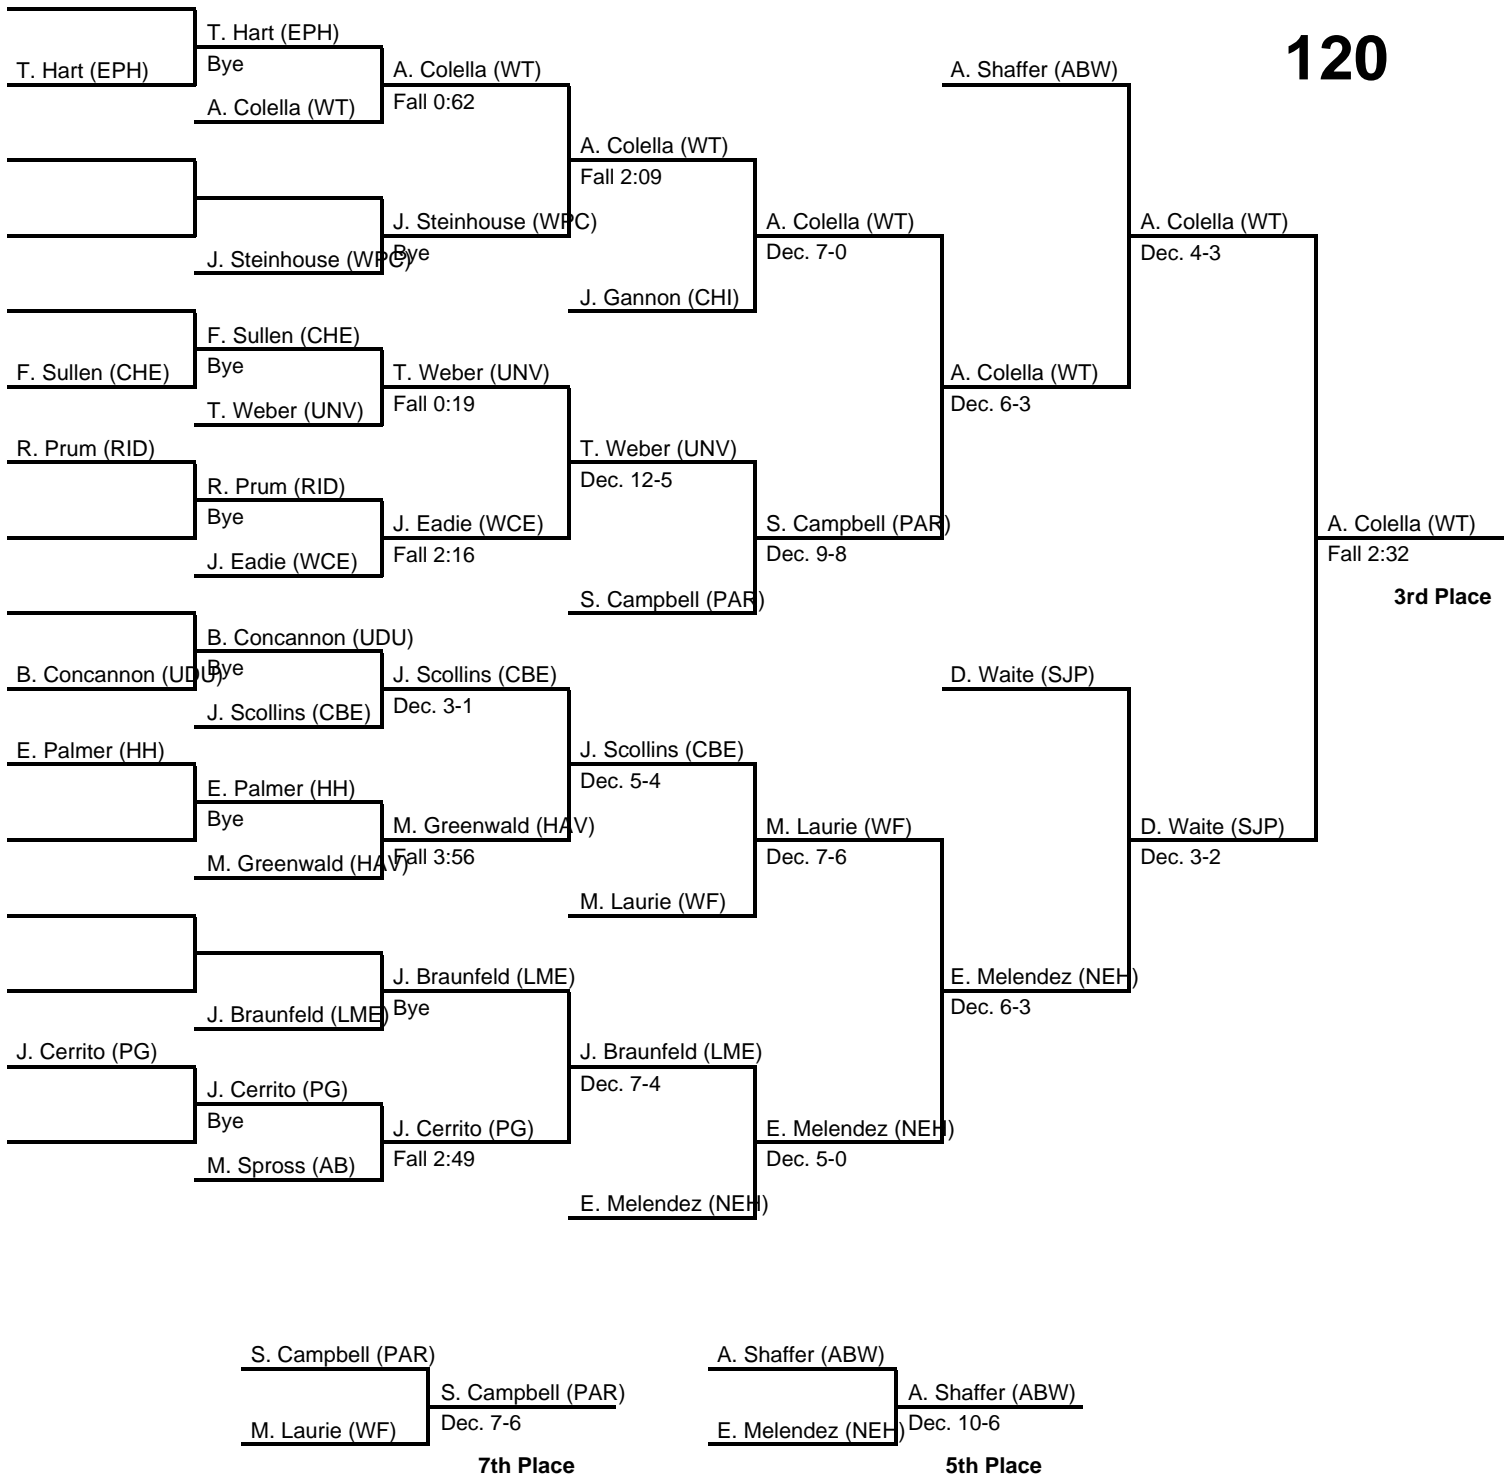 120
T. Hart (EPH)
T. Hart (EPH)
Bye
A. Colella (WT)
A. Colella (WT)
Fall 0:62
J. Steinhouse (WPC)
J. Steinhouse (WPC)
Bye
A. Colella (WT)
Fall 2:09
J. Gannon (CHI)
A. Colella (WT)
Dec. 7-0
F. Sullen (CHE)
F. Sullen (CHE)
Bye
T. Weber (UNV)
T. Weber (UNV)
Fall 0:19
R. Prum (RID)
R. Prum (RID)
Bye
J. Eadie (WCE)
J. Eadie (WCE)
Fall 2:16
T. Weber (UNV)
Dec. 12-5
S. Campbell (PAR)
S. Campbell (PAR)
Dec. 9-8
A. Colella (WT)
Dec. 6-3
A. Shaffer (ABW)
A. Colella (WT)
Dec. 4-3
B. Concannon (UDU)
B. Concannon (UDU)
Bye
J. Scollins (CBE)
J. Scollins (CBE)
Dec. 3-1
E. Palmer (HH)
E. Palmer (HH)
Bye
M. Greenwald (HAV)
M. Greenwald (HAV)
Fall 3:56
J. Scollins (CBE)
Dec. 5-4
M. Laurie (WF)
M. Laurie (WF)
Dec. 7-6
J. Braunfeld (LME)
J. Braunfeld (LME)
Bye
J. Cerrito (PG)
J. Cerrito (PG)
Bye
M. Spross (AB)
J. Cerrito (PG)
Fall 2:49
J. Braunfeld (LME)
Dec. 7-4
E. Melendez (NEH)
E. Melendez (NEH)
Dec. 5-0
E. Melendez (NEH)
Dec. 6-3
D. Waite (SJP)
D. Waite (SJP)
Dec. 3-2
A. Colella (WT)
Fall 2:32
3rd Place
S. Campbell (PAR)
M. Laurie (WF)
S. Campbell (PAR)
Dec. 7-6
7th Place
A. Shaffer (ABW)
E. Melendez (NEH)
A. Shaffer (ABW)
Dec. 10-6
5th Place